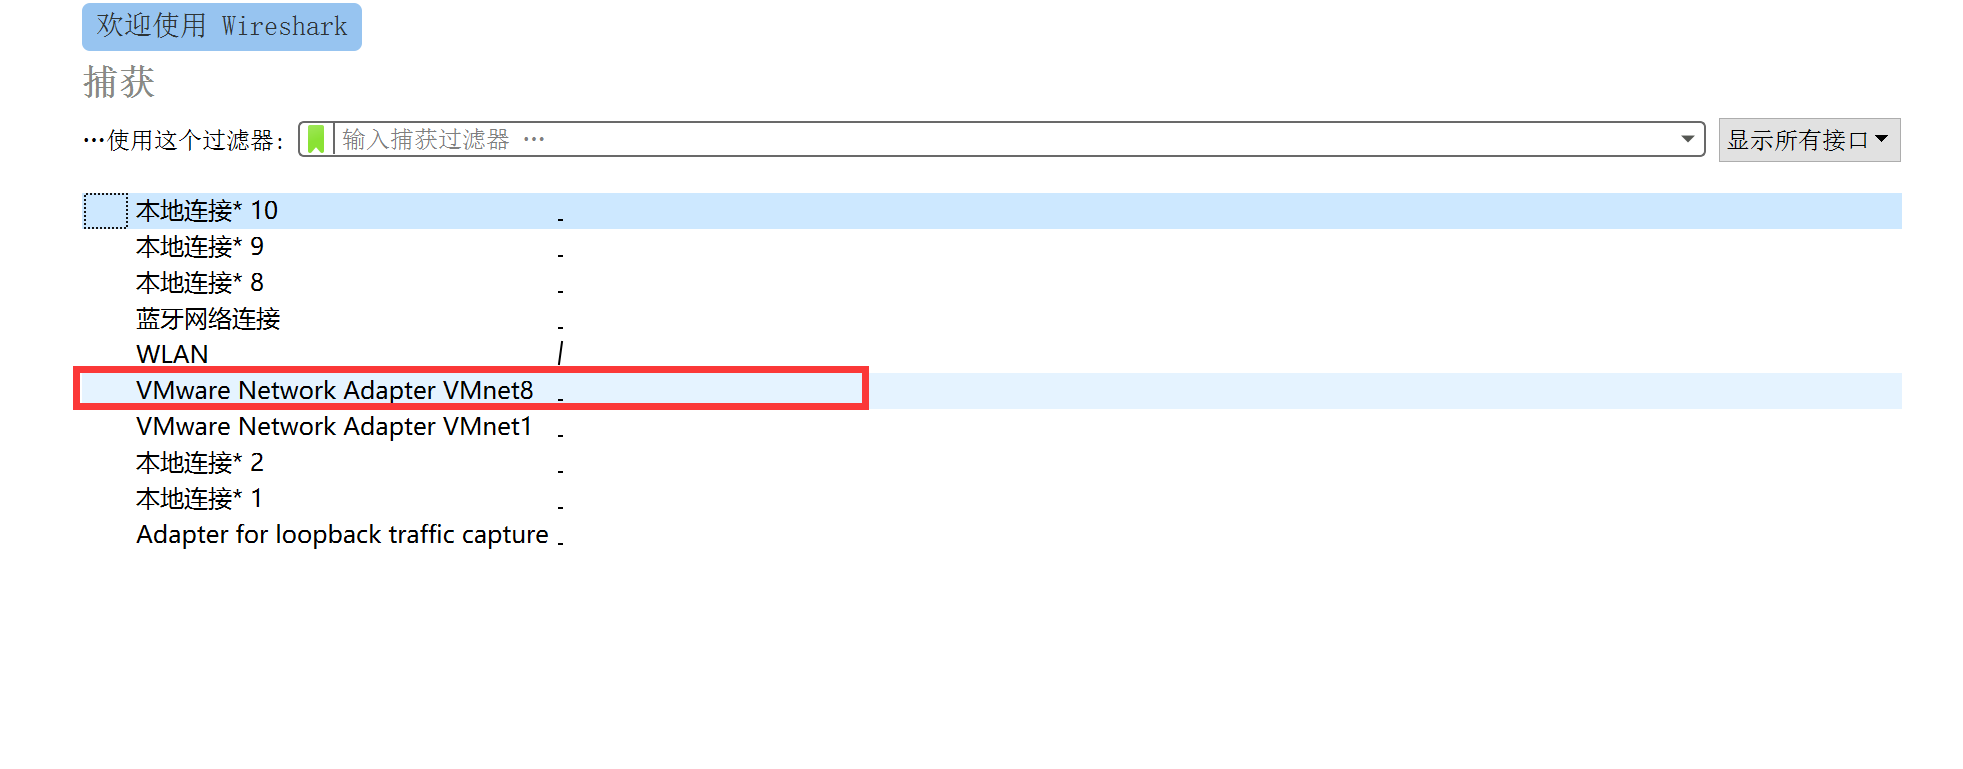 欢迎使用 Wireshark
捕获
…使用这个过滤器: 输入捕获过滤器 … 显示所有接口
本地连接* 10
本地连接* 9
本地连接* 8
蓝牙网络连接
WLAN
VMware Network Adapter VMnet8
VMware Network Adapter VMnet1
本地连接* 2
本地连接* 1
Adapter for loopback traffic capture